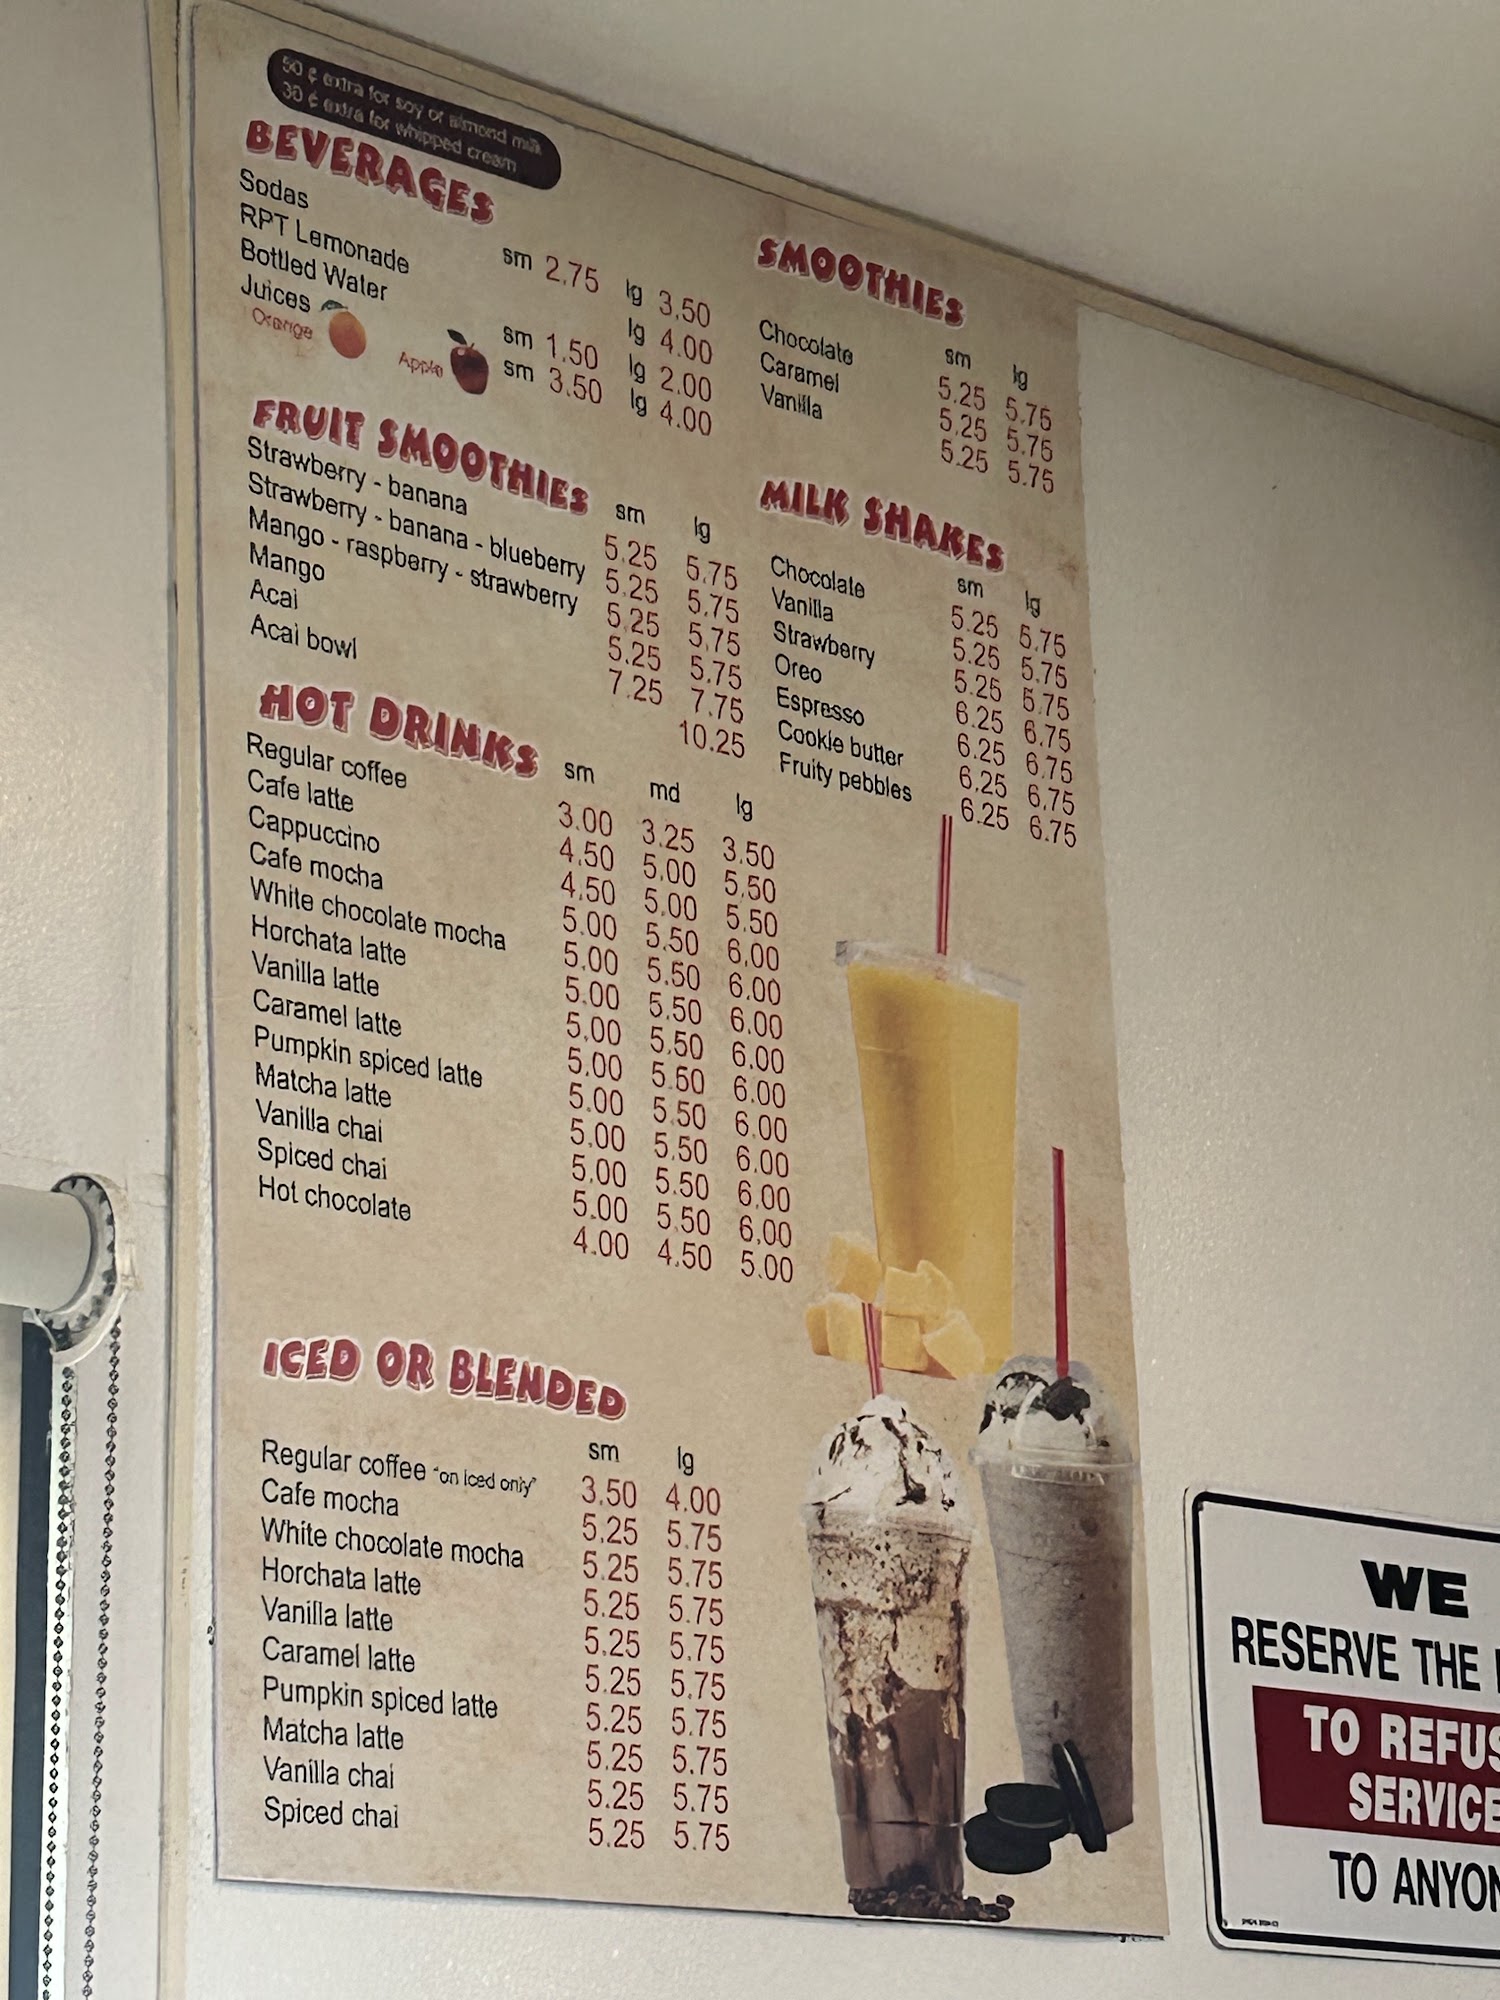 50 ¢ extra for soy or almond milk
30 ¢ extra for whipped cream
BEVERAGES
Sodas sm 2.75 lg 3.50
RPT Lemonade lg 4.00
Bottled Water sm 1.50 lg 2.00
Juices sm 3.50 lg 4.00
Orange Apple
FRUIT SMOOTHIES
sm lg
Strawberry - banana 5.25 5.75
Strawberry - banana - blueberry 5.25 5.75
Mango - raspberry - strawberry 5.25 5.75
Mango 5.25 5.75
Acai 7.25 7.75
Acai bowl 10.25
HOT DRINKS
sm md lg
Regular coffee 3.00 3.25 3.50
Cafe latte 4.50 5.00 5.50
Cappuccino 4.50 5.00 5.50
Cafe mocha 5.00 5.50 6.00
White chocolate mocha 5.00 5.50 6.00
Horchata latte 5.00 5.50 6.00
Vanilla latte 5.00 5.50 6.00
Caramel latte 5.00 5.50 6.00
Pumpkin spiced latte 5.00 5.50 6.00
Matcha latte 5.00 5.50 6.00
Vanilla chai 5.00 5.50 6.00
Spiced chai 5.00 5.50 6.00
Hot chocolate 4.00 4.50 5.00
ICED OR BLENDED
sm lg
Regular coffee "on iced only" 3.50 4.00
Cafe mocha 5.25 5.75
White chocolate mocha 5.25 5.75
Horchata latte 5.25 5.75
Vanilla latte 5.25 5.75
Caramel latte 5.25 5.75
Pumpkin spiced latte 5.25 5.75
Matcha latte 5.25 5.75
Vanilla chai 5.25 5.75
Spiced chai 5.25 5.75
SMOOTHIES
sm lg
Chocolate 5.25 5.75
Caramel 5.25 5.75
Vanilla 5.25 5.75
MILK SHAKES
sm lg
Chocolate 5.25 5.75
Vanilla 5.25 5.75
Strawberry 5.25 5.75
Oreo 6.25 6.75
Espresso 6.25 6.75
Cookie butter 6.25 6.75
Fruity pebbles 6.25 6.75
WE
RESERVE THE
TO REFUS
SERVICE
TO ANYON